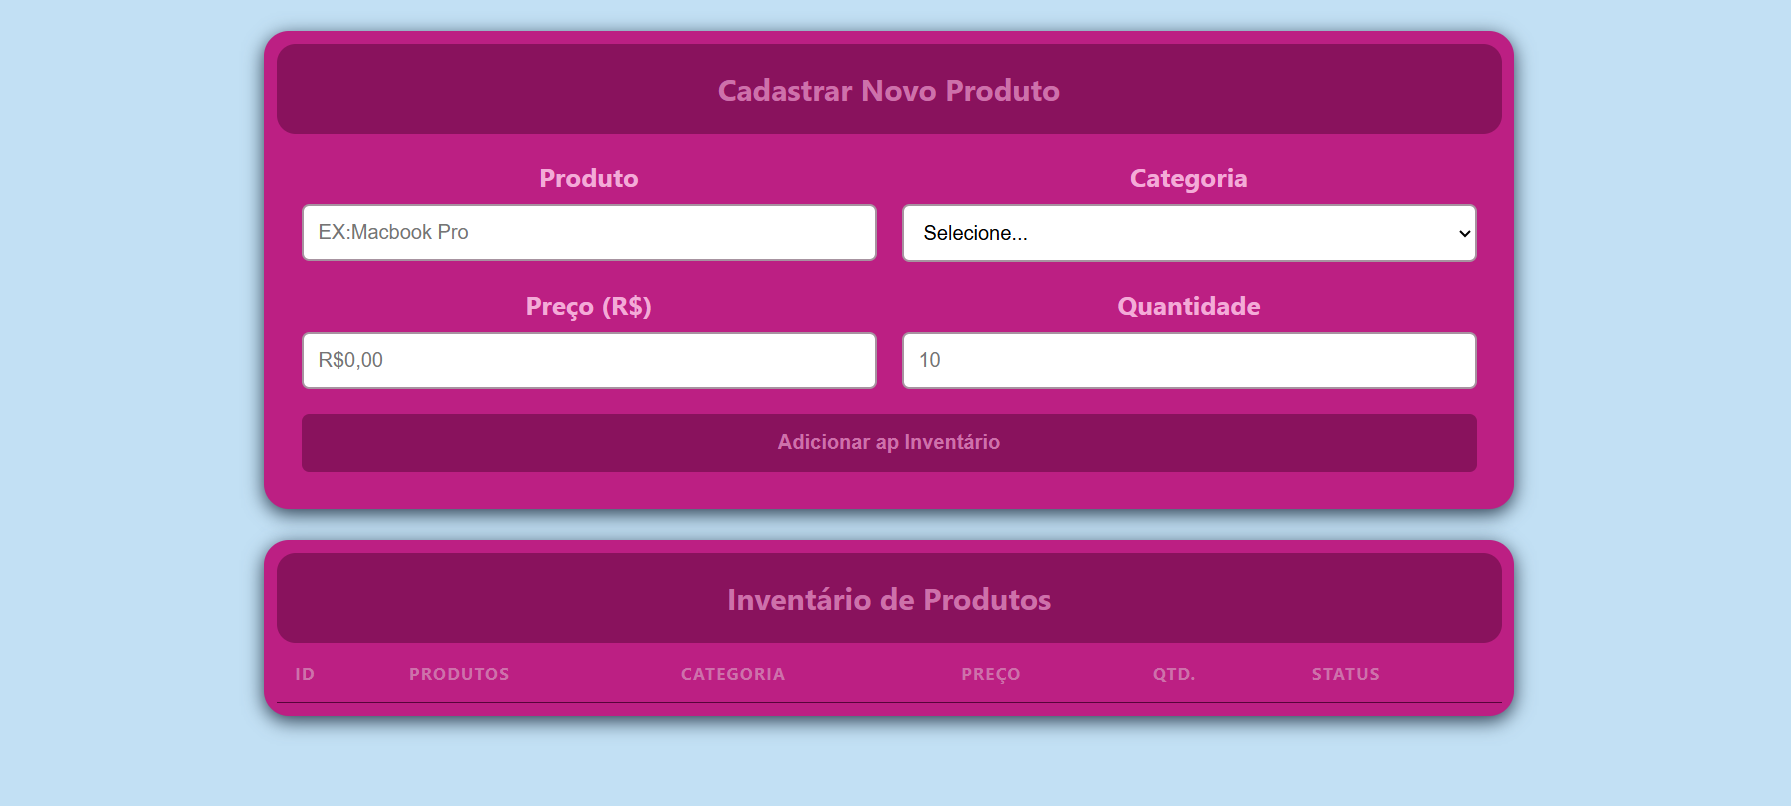 Cadastrar Novo Produto
Produto
Categoria
EX:Macbook Pro
Selecione...
Preço (R$)
Quantidade
R$0,00
10
Adicionar ap Inventário
Inventário de Produtos
ID PRODUTOS CATEGORIA PREÇO QTD. STATUS